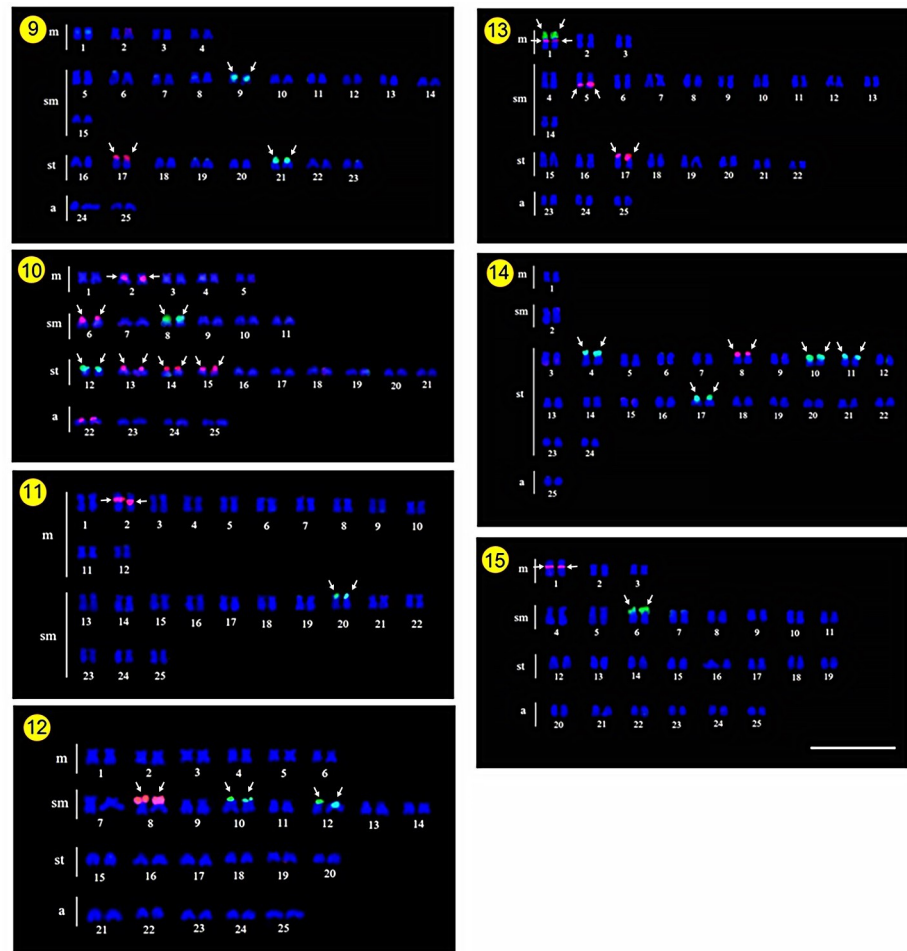 9
m
1 2 3 4
sm
5 6 7 8 9 10 11 12 13 14
15
st
16 17 18 19 20 21 22 23
a
24 25
10
m
1 2 3 4 5
sm
6 7 8 9 10 11
st
12 13 14 15 16 17 18 19 20 21
a
22 23 24 25
11
m
1 2 3 4 5 6 7 8 9 10
11 12
sm
13 14 15 16 17 18 19 20 21 22
23 24 25
12
m
1 2 3 4 5 6
sm
7 8 9 10 11 12 13 14
st
15 16 17 18 19 20
a
21 22 23 24 25
13
m
1 2 3
sm
4 5 6 7 8 9 10 11 12 13
14
st
15 16 17 18 19 20 21 22
a
23 24 25
14
m
1
sm
2
st
3 4 5 6 7 8 9 10 11 12
13 14 15 16 17 18 19 20 21 22
23 24
a
25
15
m
1 2 3
sm
4 5 6 7 8 9 10 11
st
12 13 14 15 16 17 18 19
a
20 21 22 23 24 25